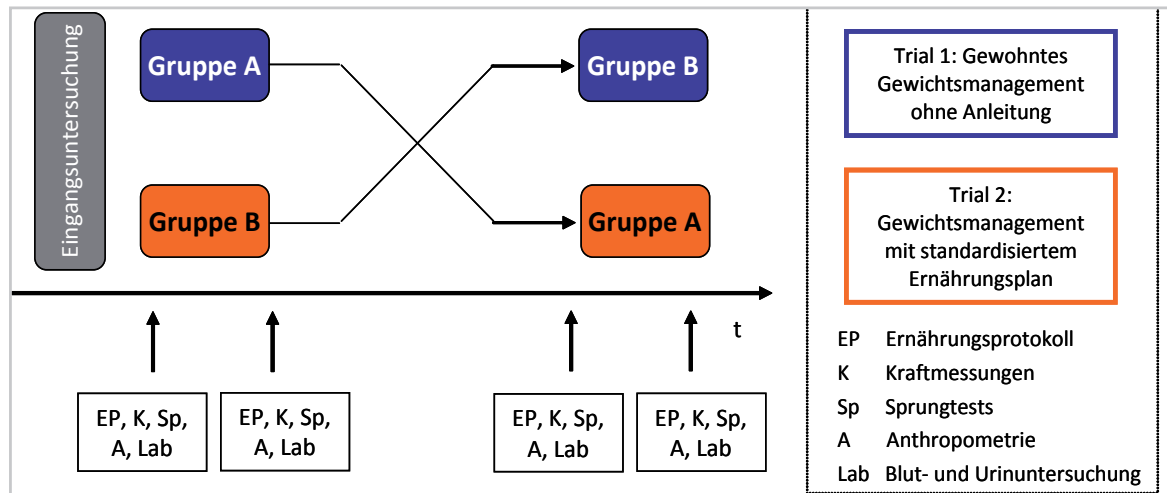 Eingangsuntersuchung
Gruppe A
Gruppe B
Gruppe B
Gruppe A
t
EP, K, Sp,
A, Lab
EP, K, Sp,
A, Lab
EP, K, Sp,
A, Lab
EP, K, Sp,
A, Lab
Trial 1: Gewohntes
Gewichtsmanagement
ohne Anleitung
Trial 2:
Gewichtsmanagement
mit standardisiertem
Ernährungsplan
EP Ernährungsprotokoll
K Kraftmessungen
Sp Sprungtests
A Anthropometrie
Lab Blut- und Urinuntersuchung